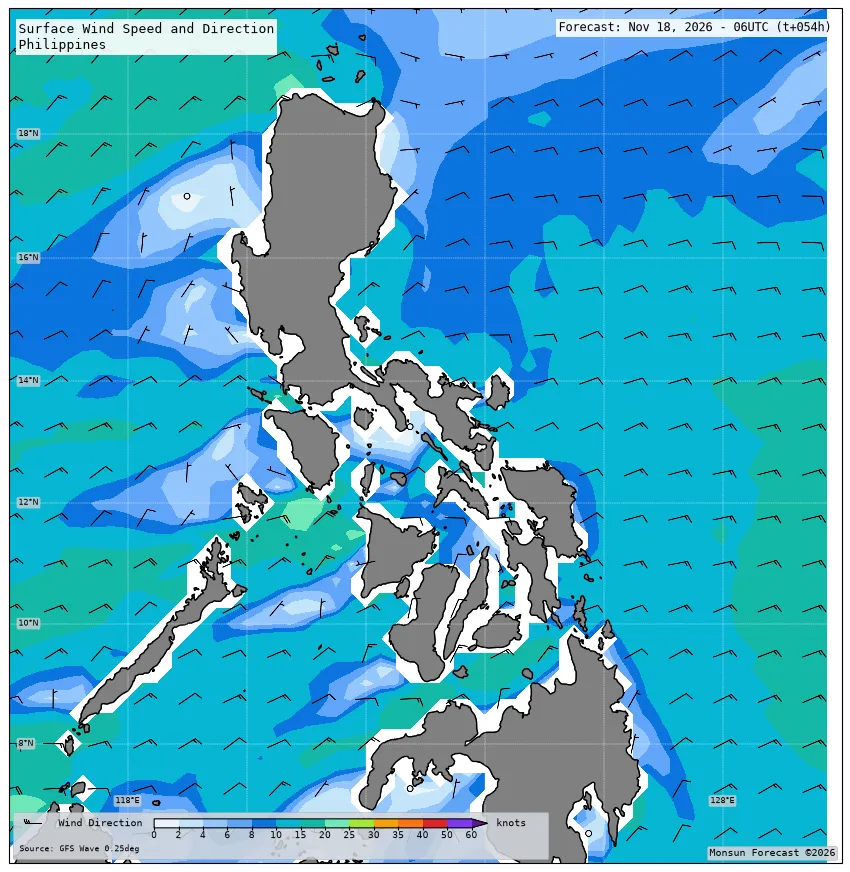 Surface Wind Speed and Direction
Philippines
Forecast: Nov 18, 2026 - 06UTC (t+054h)
18°N
16°N
14°N
12°N
10°N
8°N
118°E
128°E
Wind Direction
0 2 4 6 8 10 15 20 25 30 35 40 50 60
knots
Source: GFS Wave 0.25deg
Monsun Forecast ©2026